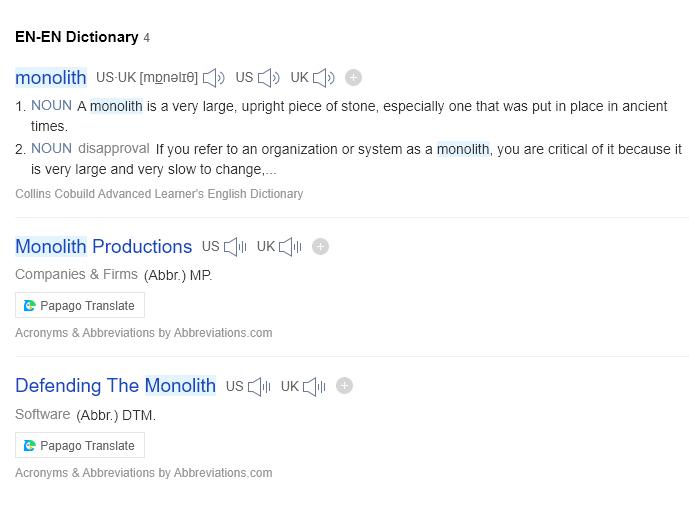 EN-EN Dictionary 4
monolith US·UK [mɒnəlɪθ] US UK
1. NOUN A monolith is a very large, upright piece of stone, especially one that was put in place in ancient
times.
2. NOUN disapproval If you refer to an organization or system as a monolith, you are critical of it because it
is very large and very slow to change,...
Collins Cobuild Advanced Learner's English Dictionary
Monolith Productions US UK
Companies & Firms (Abbr.) MP.
Papago Translate
Acronyms & Abbreviations by Abbreviations.com
Defending The Monolith US UK
Software (Abbr.) DTM.
Papago Translate
Acronyms & Abbreviations by Abbreviations.com